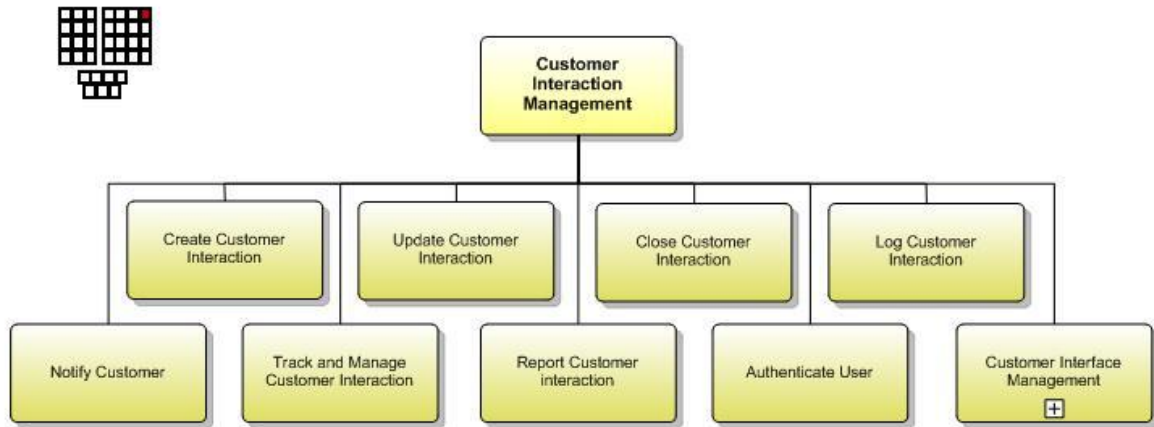 Customer
Interaction
Management
Create Customer
Interaction
Update Customer
Interaction
Close Customer
Interaction
Log Customer
Interaction
Notify Customer
Track and Manage
Customer Interaction
Report Customer
interaction
Authenticate User
Customer Interface
Management